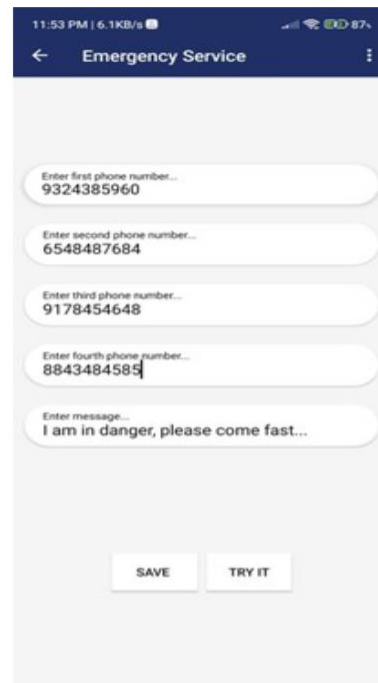 11:53 PM | 6.1KB/s
87%
Emergency Service
Enter first phone number...
9324385960
Enter second phone number...
6548487684
Enter third phone number...
9178454648
Enter fourth phone number...
8843484585
Enter message...
I am in danger, please come fast...
SAVE TRY IT